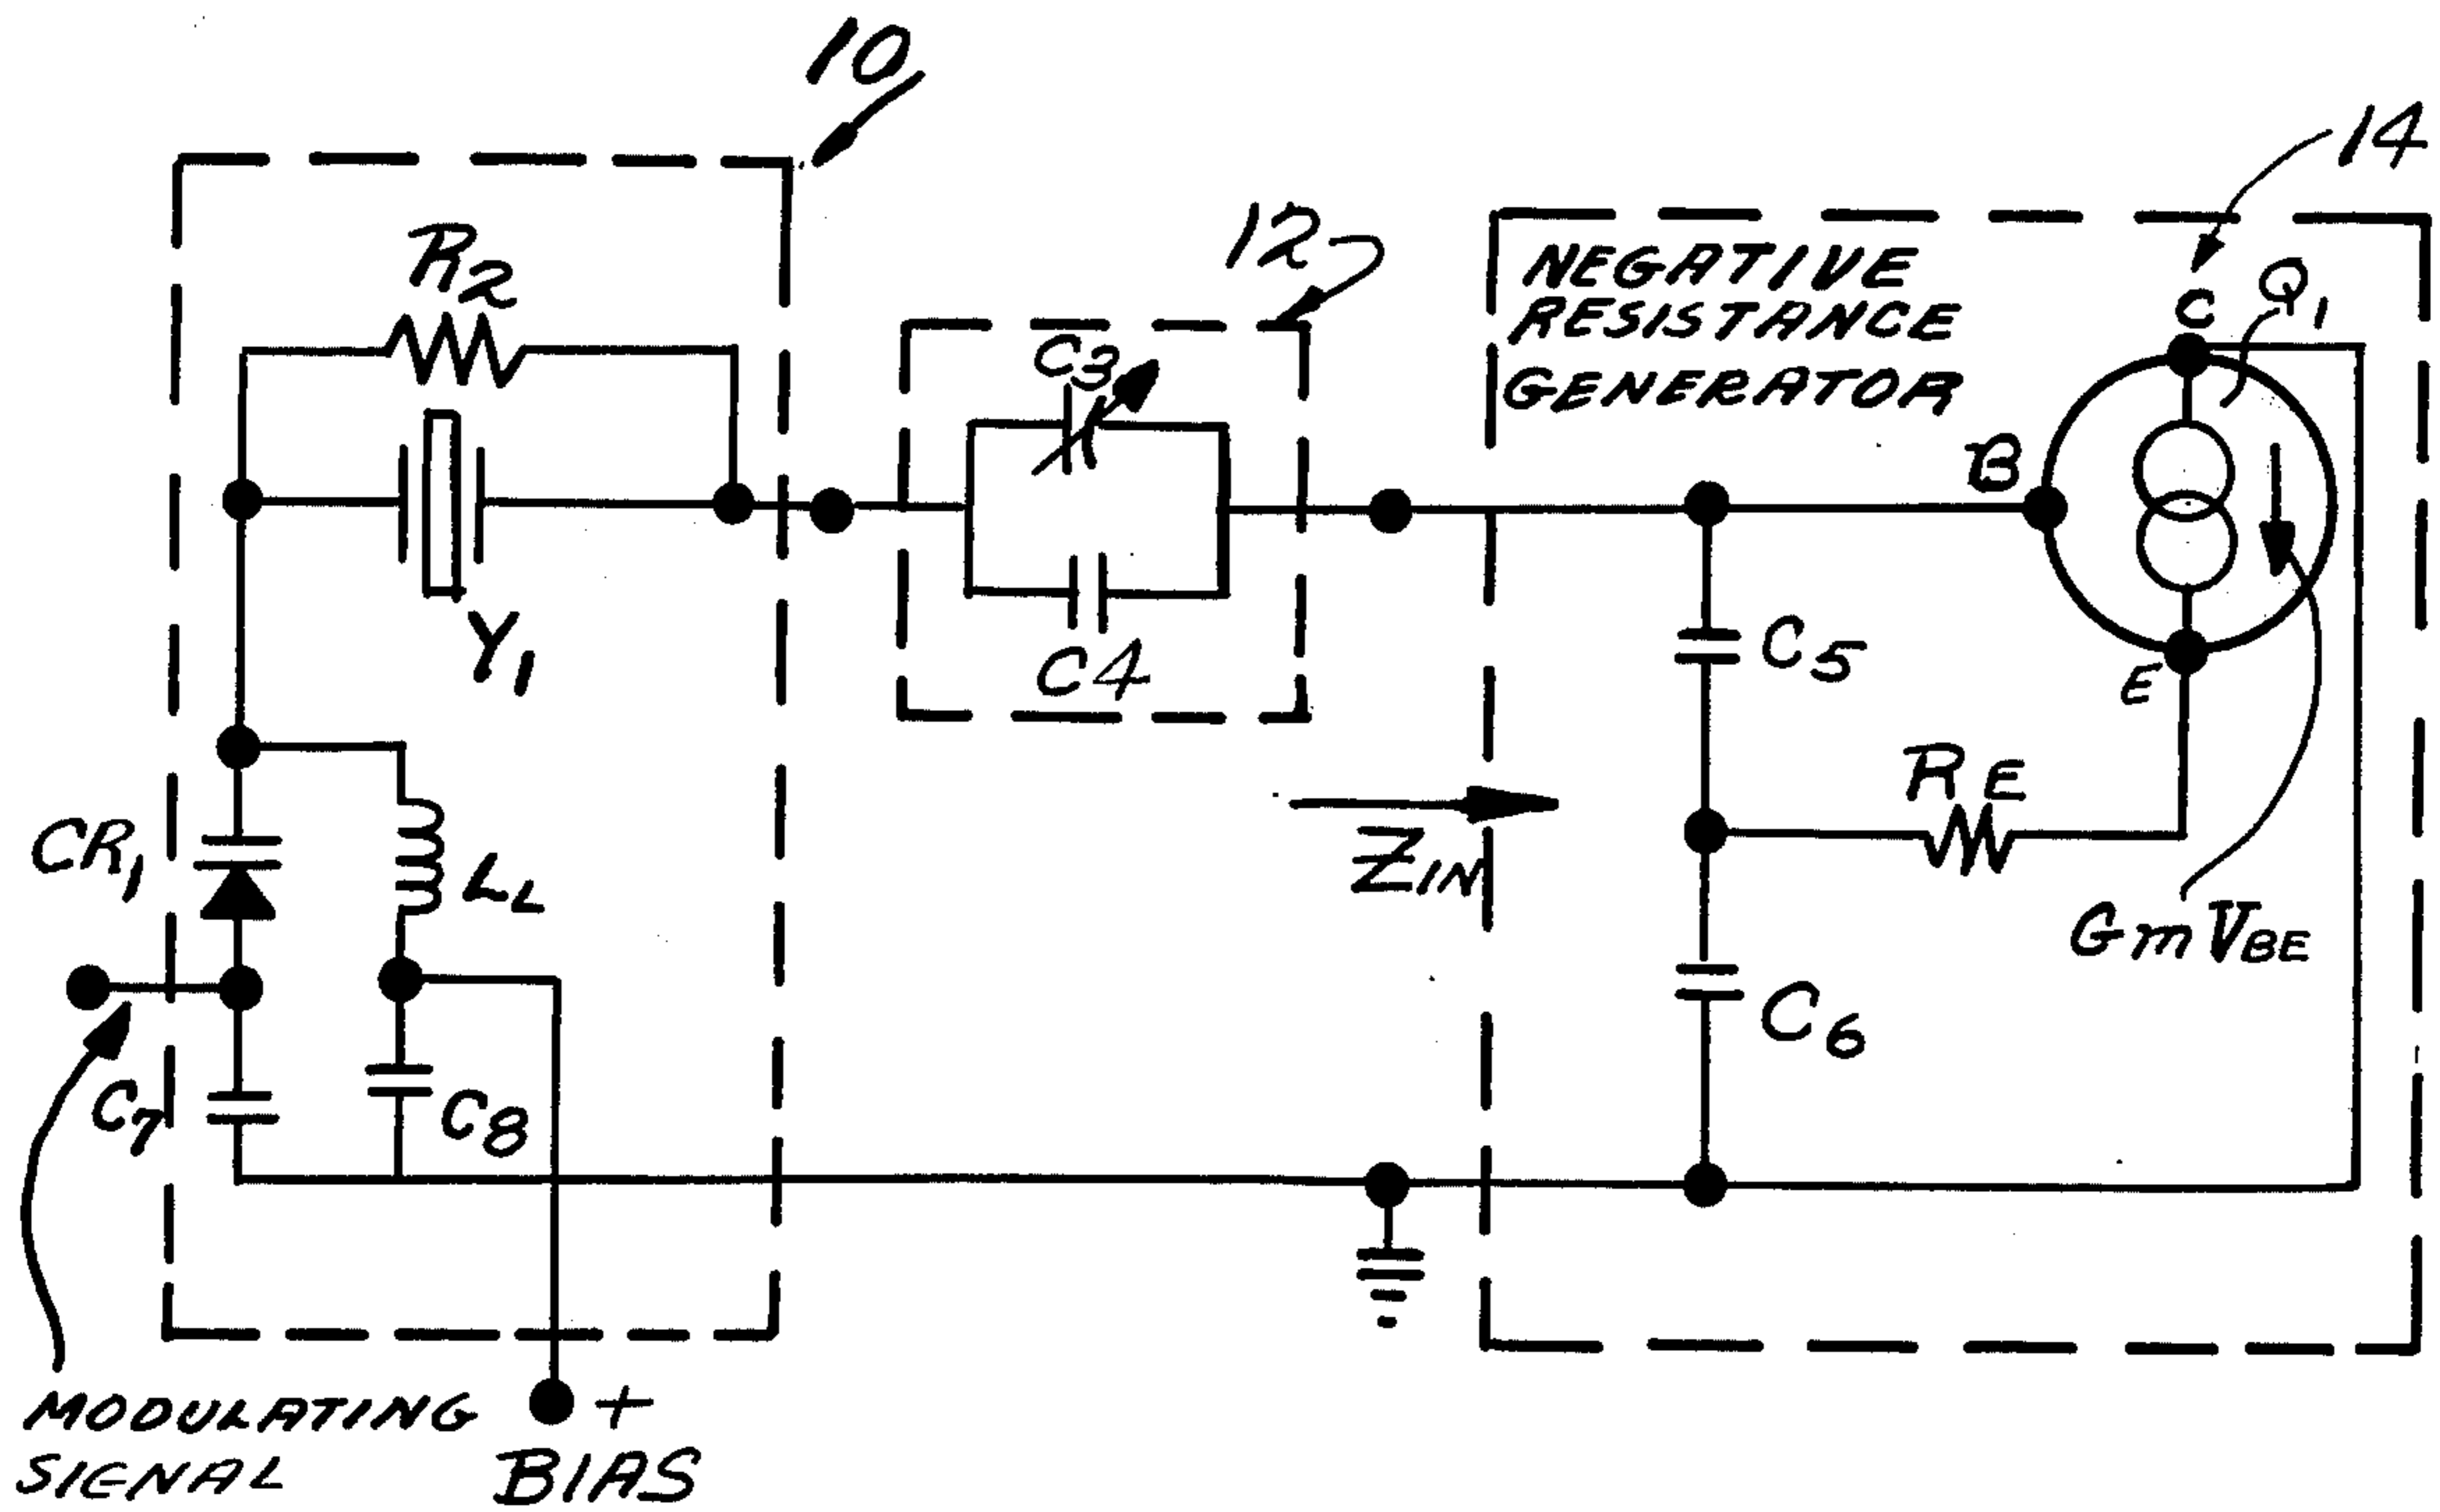 10
14
12
NEGATIVE
RESISTANCE
GENERATOR
C
Q1
R2
C3
B
Y1
C4
C5
E
RE
CR1
LL
ZIN
GmVBE
C7
C8
C6
MODULATING
SIGNAL
+
BIAS